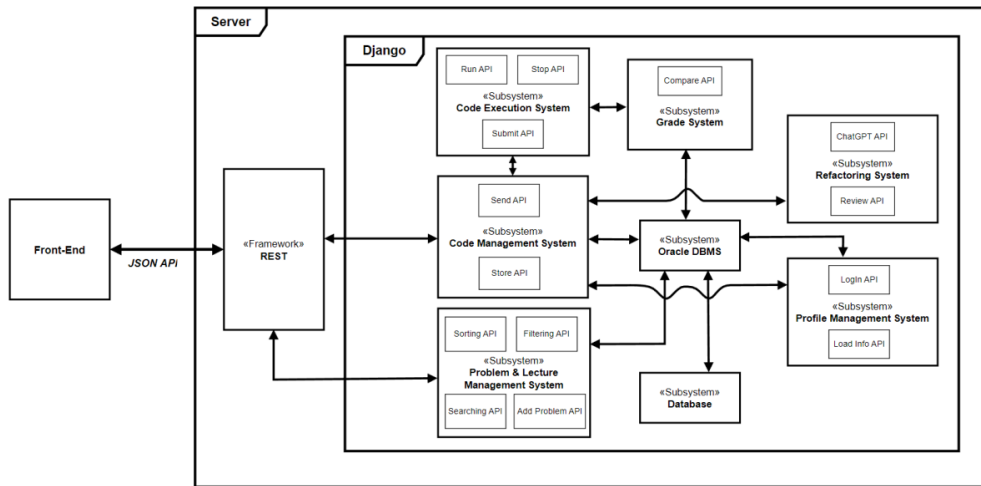 Server
Django
Run API
Stop API
«Subsystem»
Code Execution System
Submit API
Compare API
«Subsystem»
Grade System
ChatGPT API
«Subsystem»
Refactoring System
Review API
Front-End
JSON API
«Framework»
REST
Send API
«Subsystem»
Code Management System
Store API
«Subsystem»
Oracle DBMS
LogIn API
«Subsystem»
Profile Management System
Load Info API
Sorting API
Filtering API
«Subsystem»
Problem & Lecture
Management System
Searching API
Add Problem API
«Subsystem»
Database